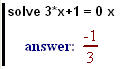 solve 3*x+1 = 0 x
answer: -1
3